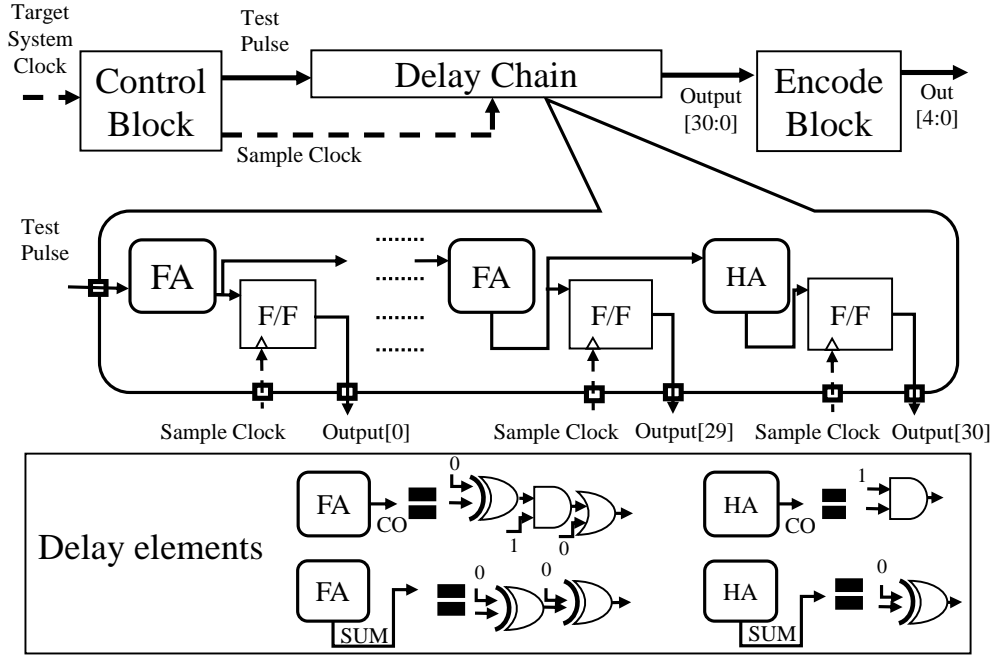 Target
System
Clock
Test
Pulse
Control
Block
Delay Chain
Encode
Block
Output
[30:0]
Out
[4:0]
Sample Clock
Test
Pulse
FA
FA
HA
F/F
F/F
F/F
Sample Clock
Output[0]
Sample Clock
Output[29]
Sample Clock
Output[30]
Delay elements
FA
CO
0
1
0
HA
CO
1
FA
SUM
0
0
HA
SUM
0